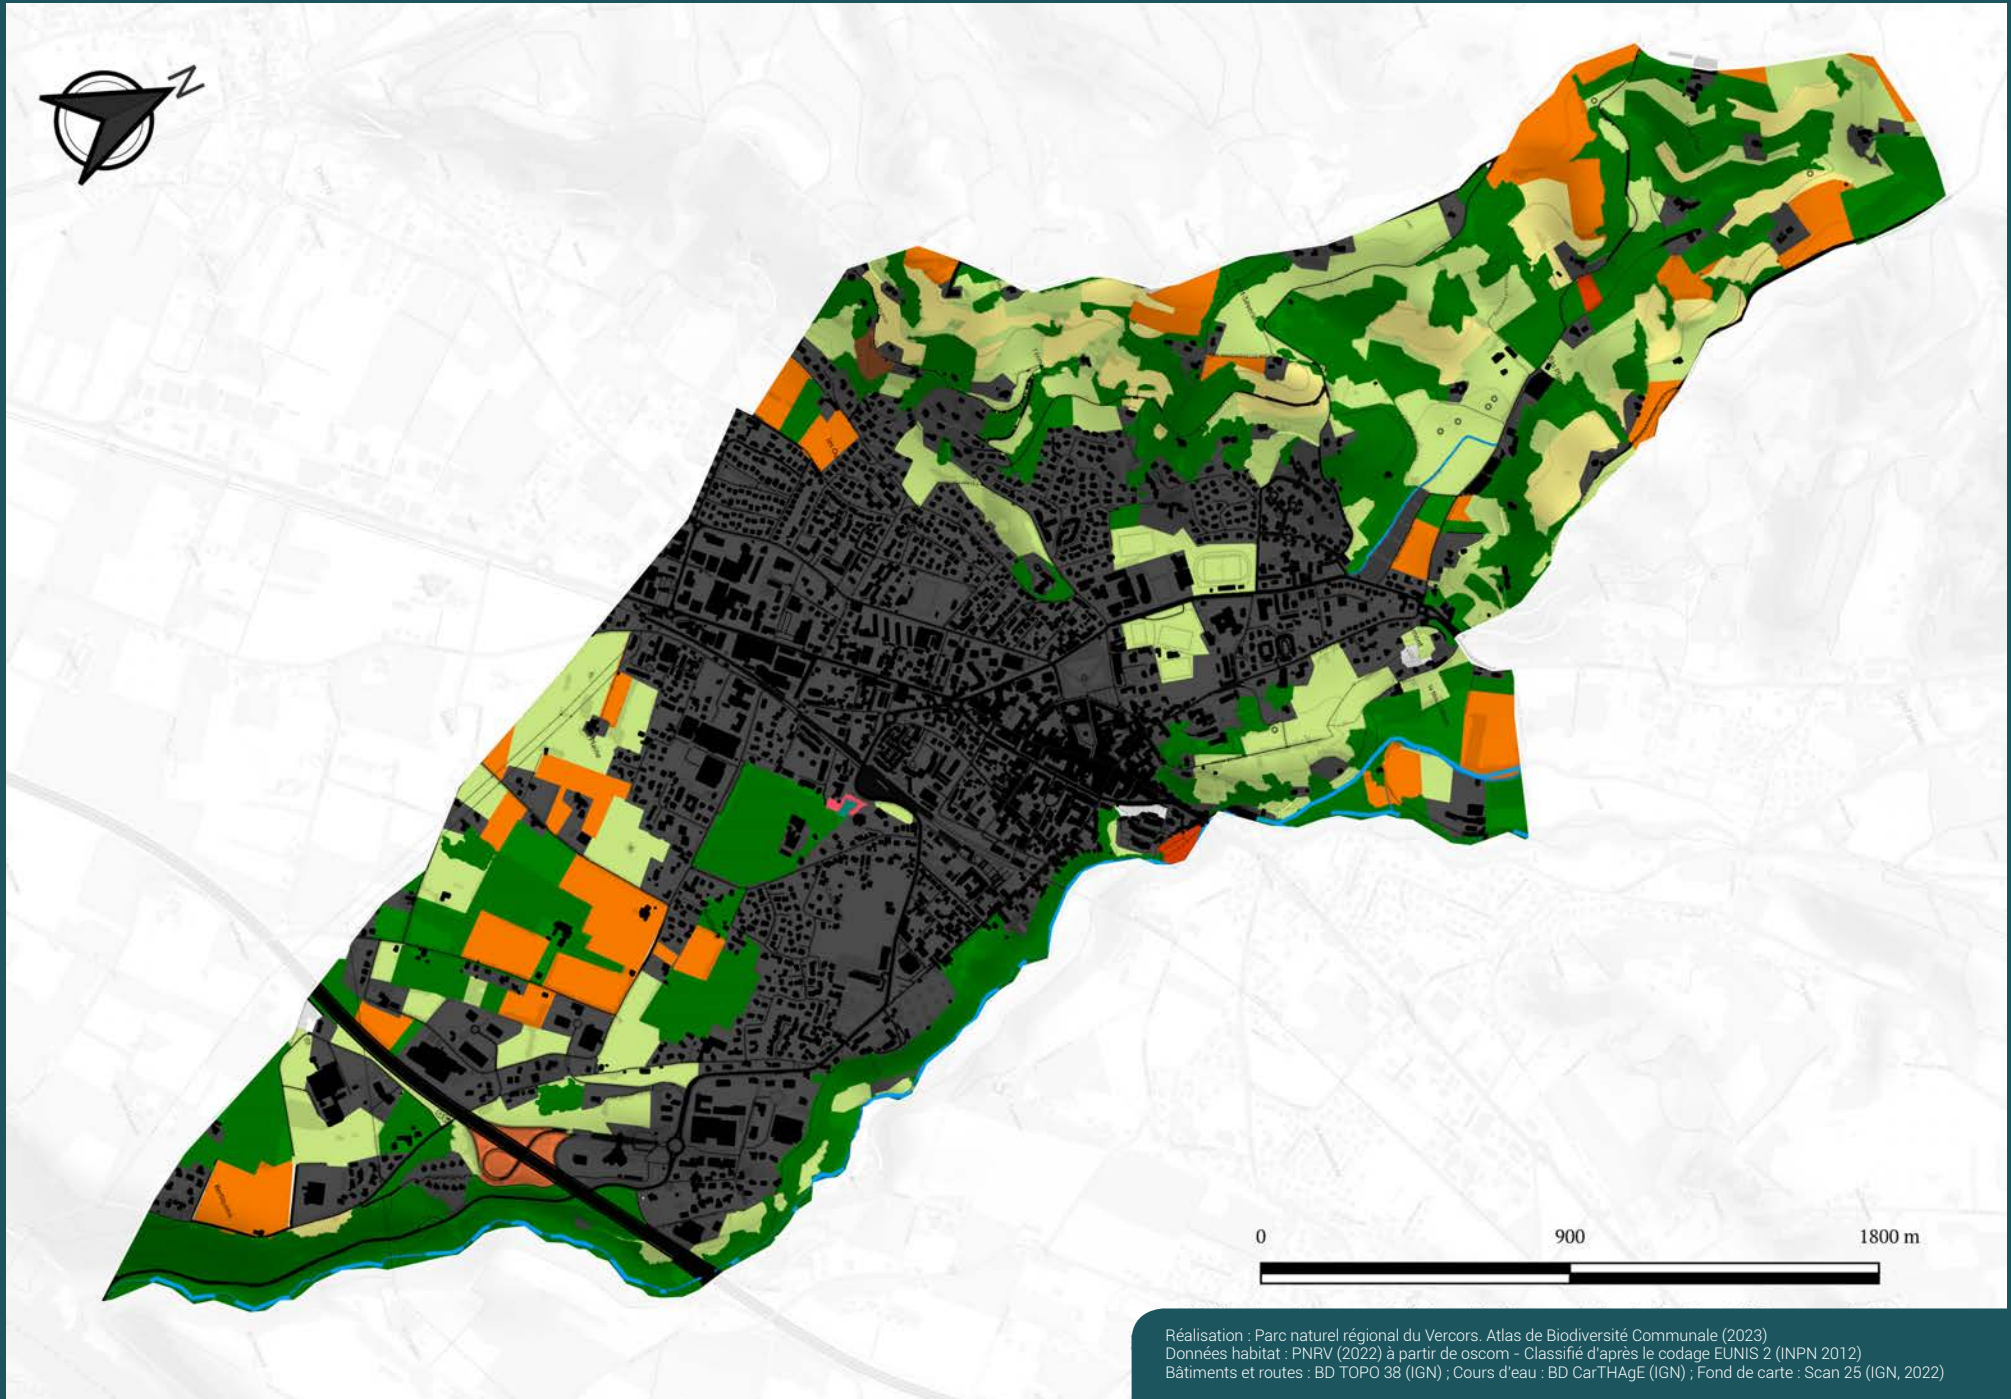 N
0 900 1800 m
Réalisation : Parc naturel régional du Vercors. Atlas de Biodiversité Communale (2023)
Données habitat : PNRV (2022) à partir de oscom - Classifié d'après le codage EUNIS 2 (INPN 2012)
Bâtiments et routes : BD TOPO 38 (IGN) ; Cours d'eau : BD CarTHAgE (IGN) ; Fond de carte : Scan 25 (IGN, 2022)